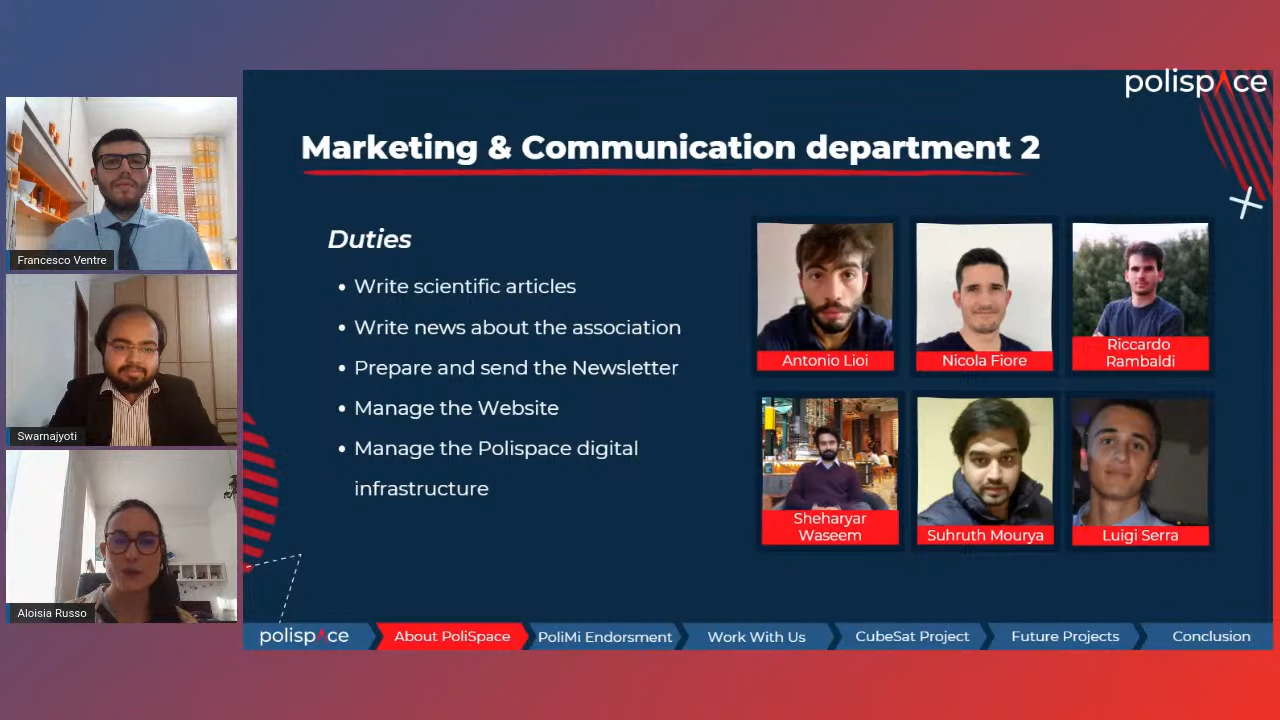 polispace
Marketing & Communication department 2
Duties
• Write scientific articles
• Write news about the association
• Prepare and send the Newsletter
• Manage the Website
• Manage the Polispace digital
infrastructure
Antonio Lioi
Nicola Fiore
Riccardo
Rambaldi
Sheharyar
Waseem
Suhruth Mourya
Luigi Serra
Francesco Ventre
Swarnajyoti
Aloisia Russo
polispace
About PoliSpace
PoliMi Endorsment
Work With Us
CubeSat Project
Future Projects
Conclusion